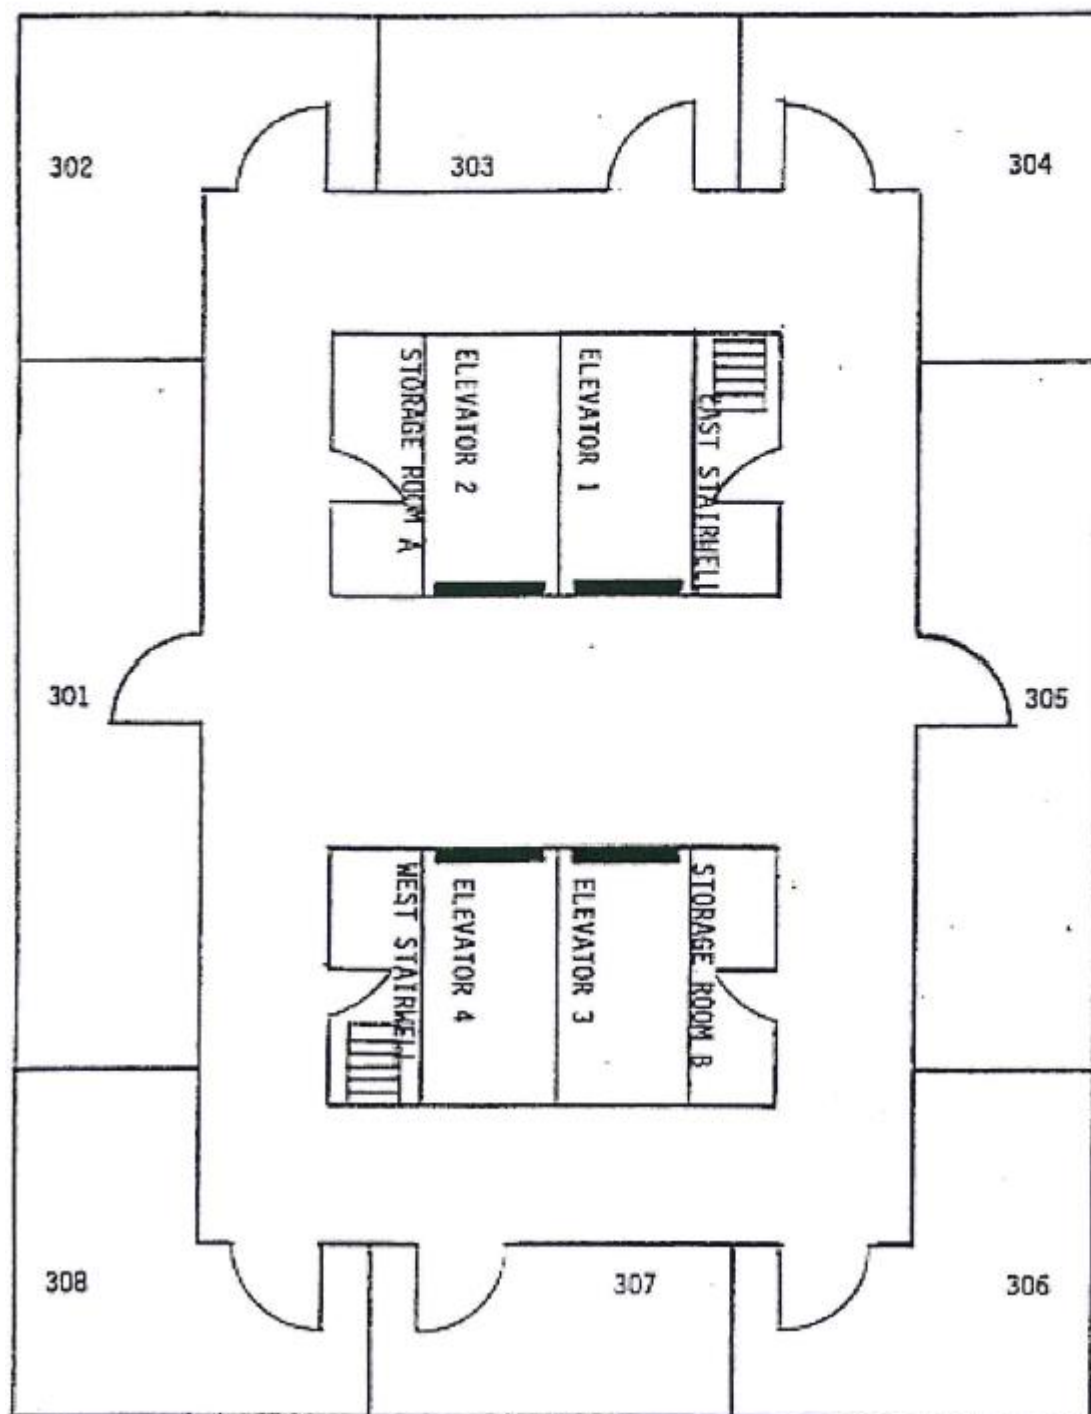 302
303
304
STORAGE ROOM A
ELEVATOR 2
ELEVATOR 1
EAST STAIRWELL
301
305
WEST STAIRWELL
ELEVATOR 4
ELEVATOR 3
STORAGE ROOM B
308
307
306